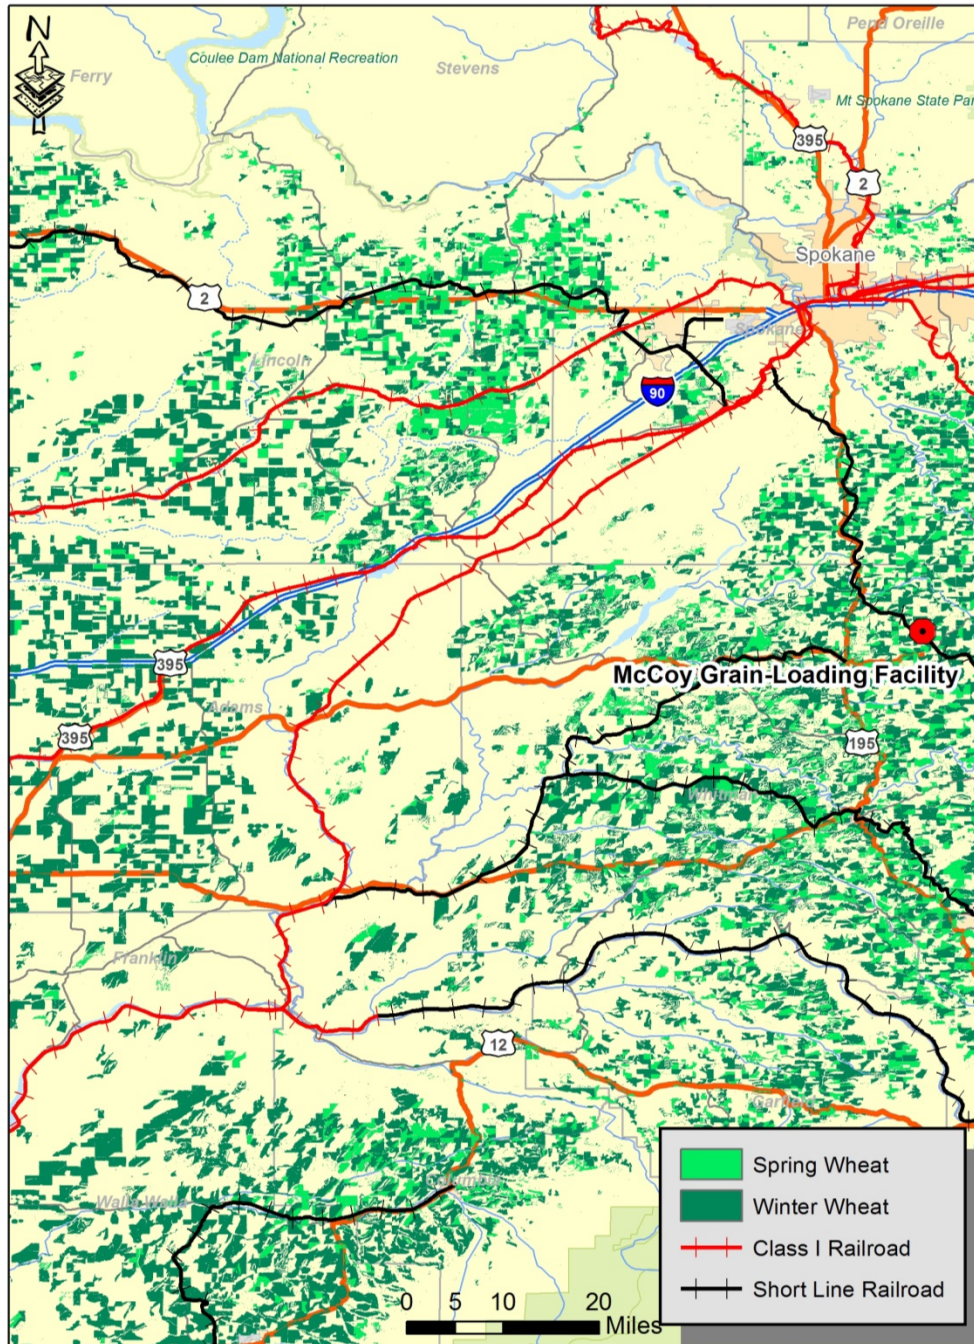 N
Pend Oreille
Coulee Dam National Recreation
Stevens
Ferry
Mt Spokane State Par
395
2
Spokane
2
Spokane
Lincoln
90
395
McCoy Grain-Loading Facility
Adams
395
195
Whitman
Franklin
12
Garfield
Columbia
Walla Walla
Spring Wheat
Winter Wheat
Class I Railroad
Short Line Railroad
0 5 10 20
Miles